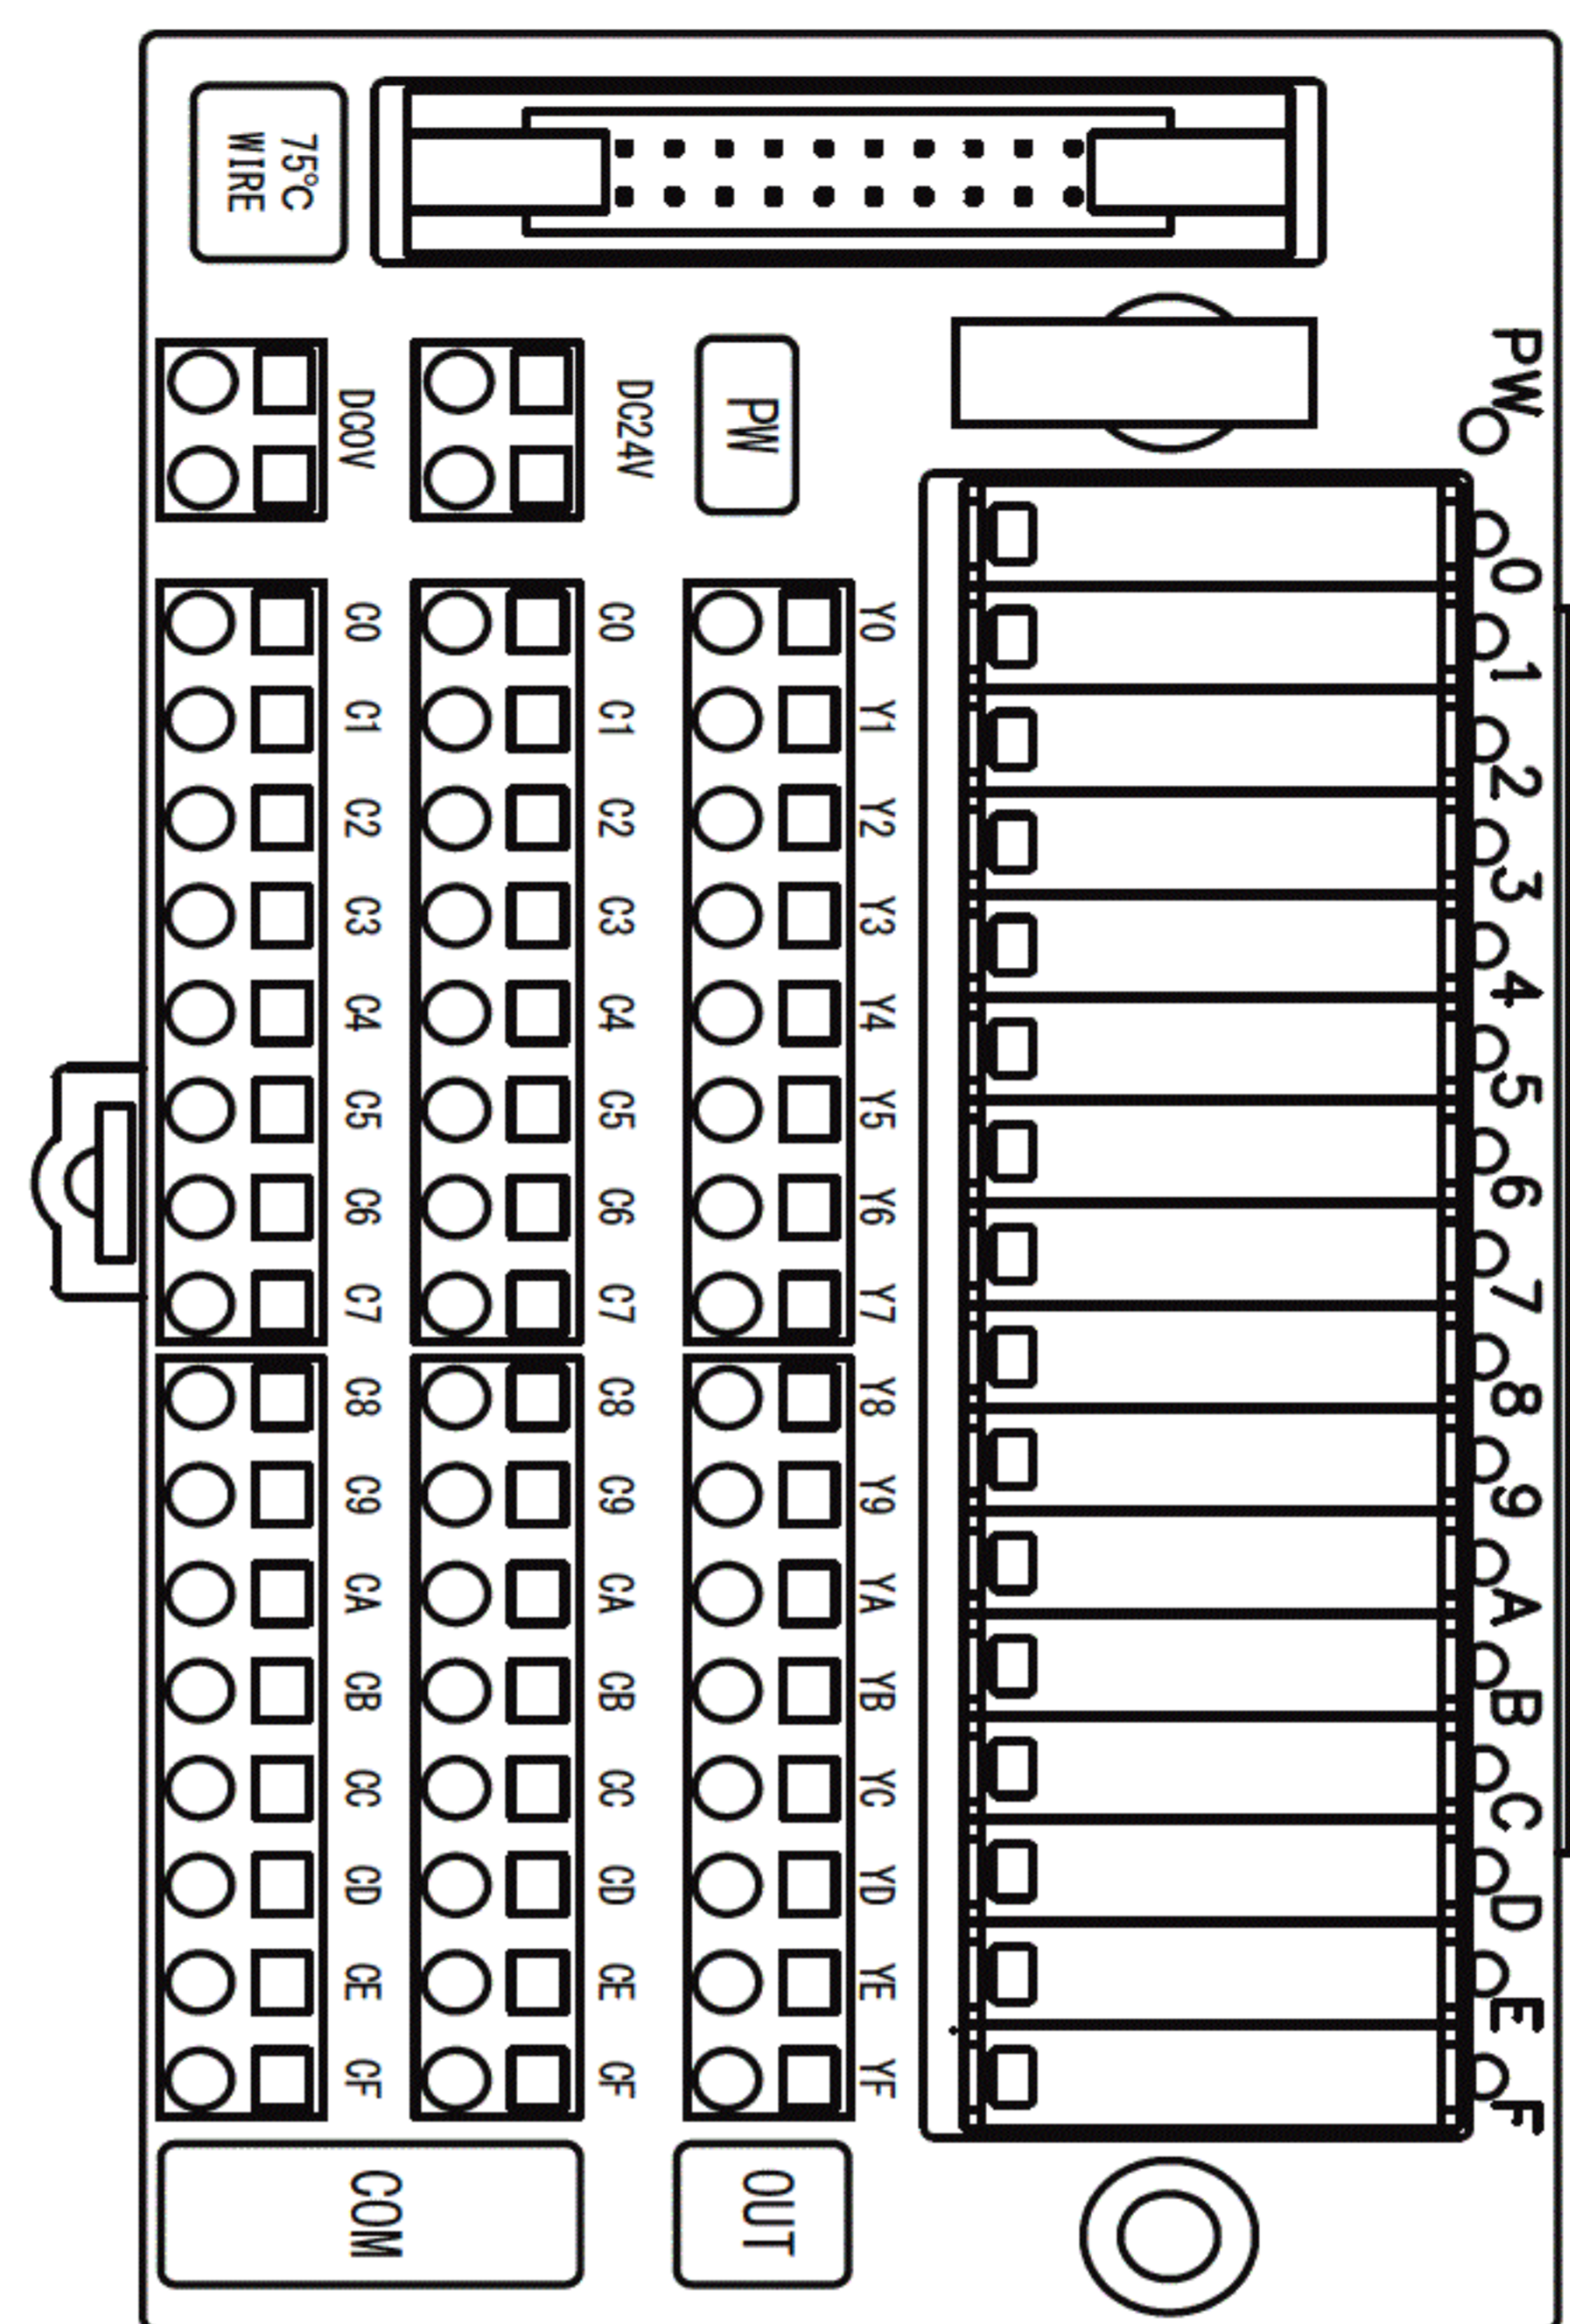 75℃
WIRE
PW
DC0V
DC24V
PW
C0
C1
C2
C3
C4
C5
C6
C7
C8
C9
CA
CB
CC
CD
CE
CF
C0
C1
C2
C3
C4
C5
C6
C7
C8
C9
CA
CB
CC
CD
CE
CF
Y0
Y1
Y2
Y3
Y4
Y5
Y6
Y7
Y8
Y9
YA
YB
YC
YD
YE
YF
0
1
2
3
4
5
6
7
8
9
A
B
C
D
E
F
COM
OUT